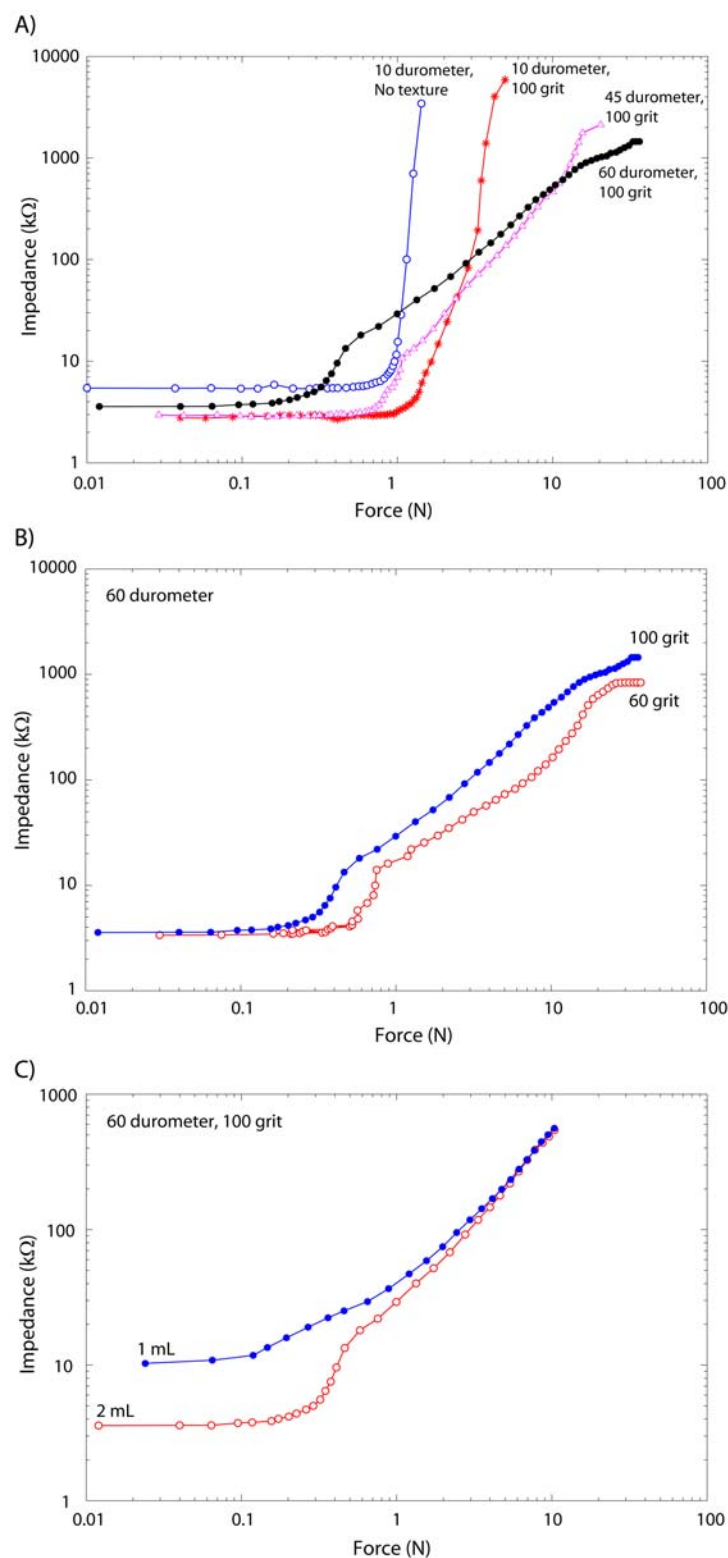 A)
10000
10 durometer,
No texture
10 durometer,
100 grit
45 durometer,
100 grit
1000
60 durometer,
100 grit
Impedance (kΩ)
100
10
1
0.01
0.1
1
10
100
Force (N)
B)
10000
60 durometer
1000
100 grit
60 grit
Impedance (kΩ)
100
10
1
0.01
0.1
1
10
100
Force (N)
C)
1000
60 durometer, 100 grit
Impedance (kΩ)
100
10
1 mL
2 mL
1
0.01
0.1
1
10
100
Force (N)